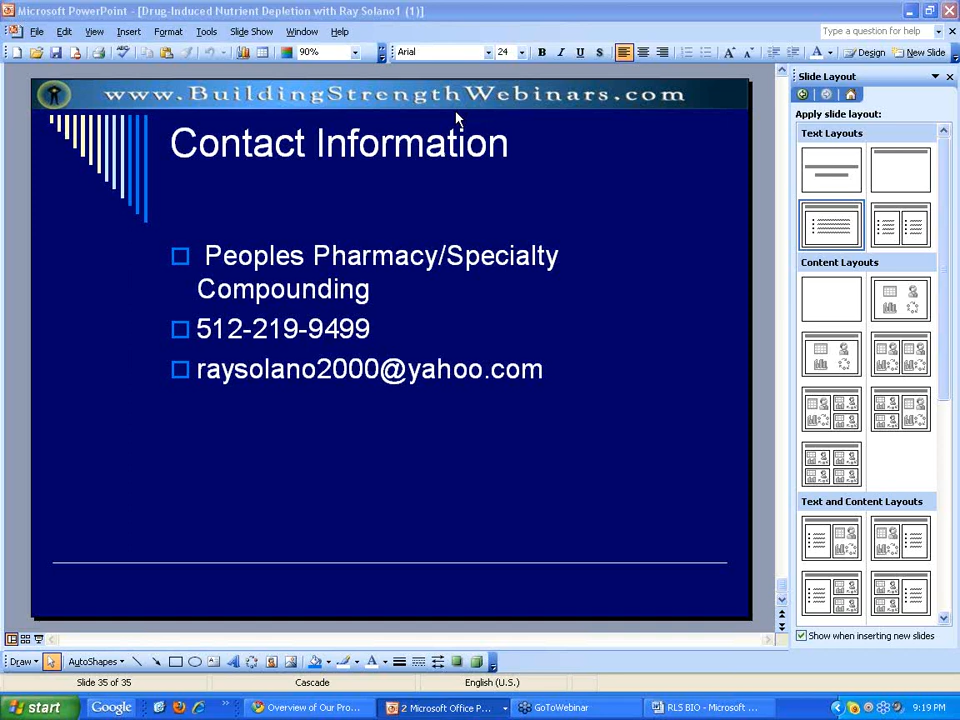 Microsoft PowerPoint - [Drug-Induced Nutrient Depletion with Ray Solano1 (1)]
File Edit View Insert Format Tools Slide Show Window Help
Type a question for help
90%
Arial
24
Design
New Slide
www.BuildingStrengthWebinars.com
Contact Information
Peoples Pharmacy/Specialty
Compounding
512-219-9499
raysolano2000@yahoo.com
Slide Layout
Apply slide layout:
Text Layouts
Content Layouts
Text and Content Layouts
Show when inserting new slides
Draw
AutoShapes
Slide 35 of 35
Cascade
English (U.S.)
start
Google
Overview of Our Pro...
2 Microsoft Office P...
GoToWebinar
RLS BIO - Microsoft ...
9:19 PM